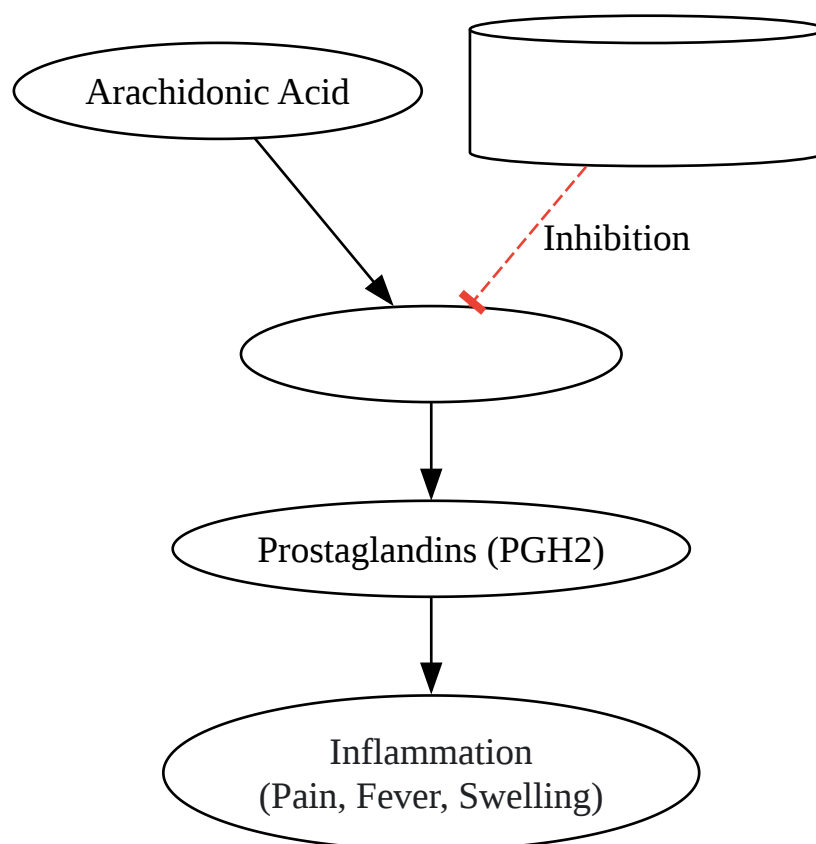 Arachidonic Acid
Inhibition
Prostaglandins (PGH2)
Inflammation
(Pain, Fever, Swelling)